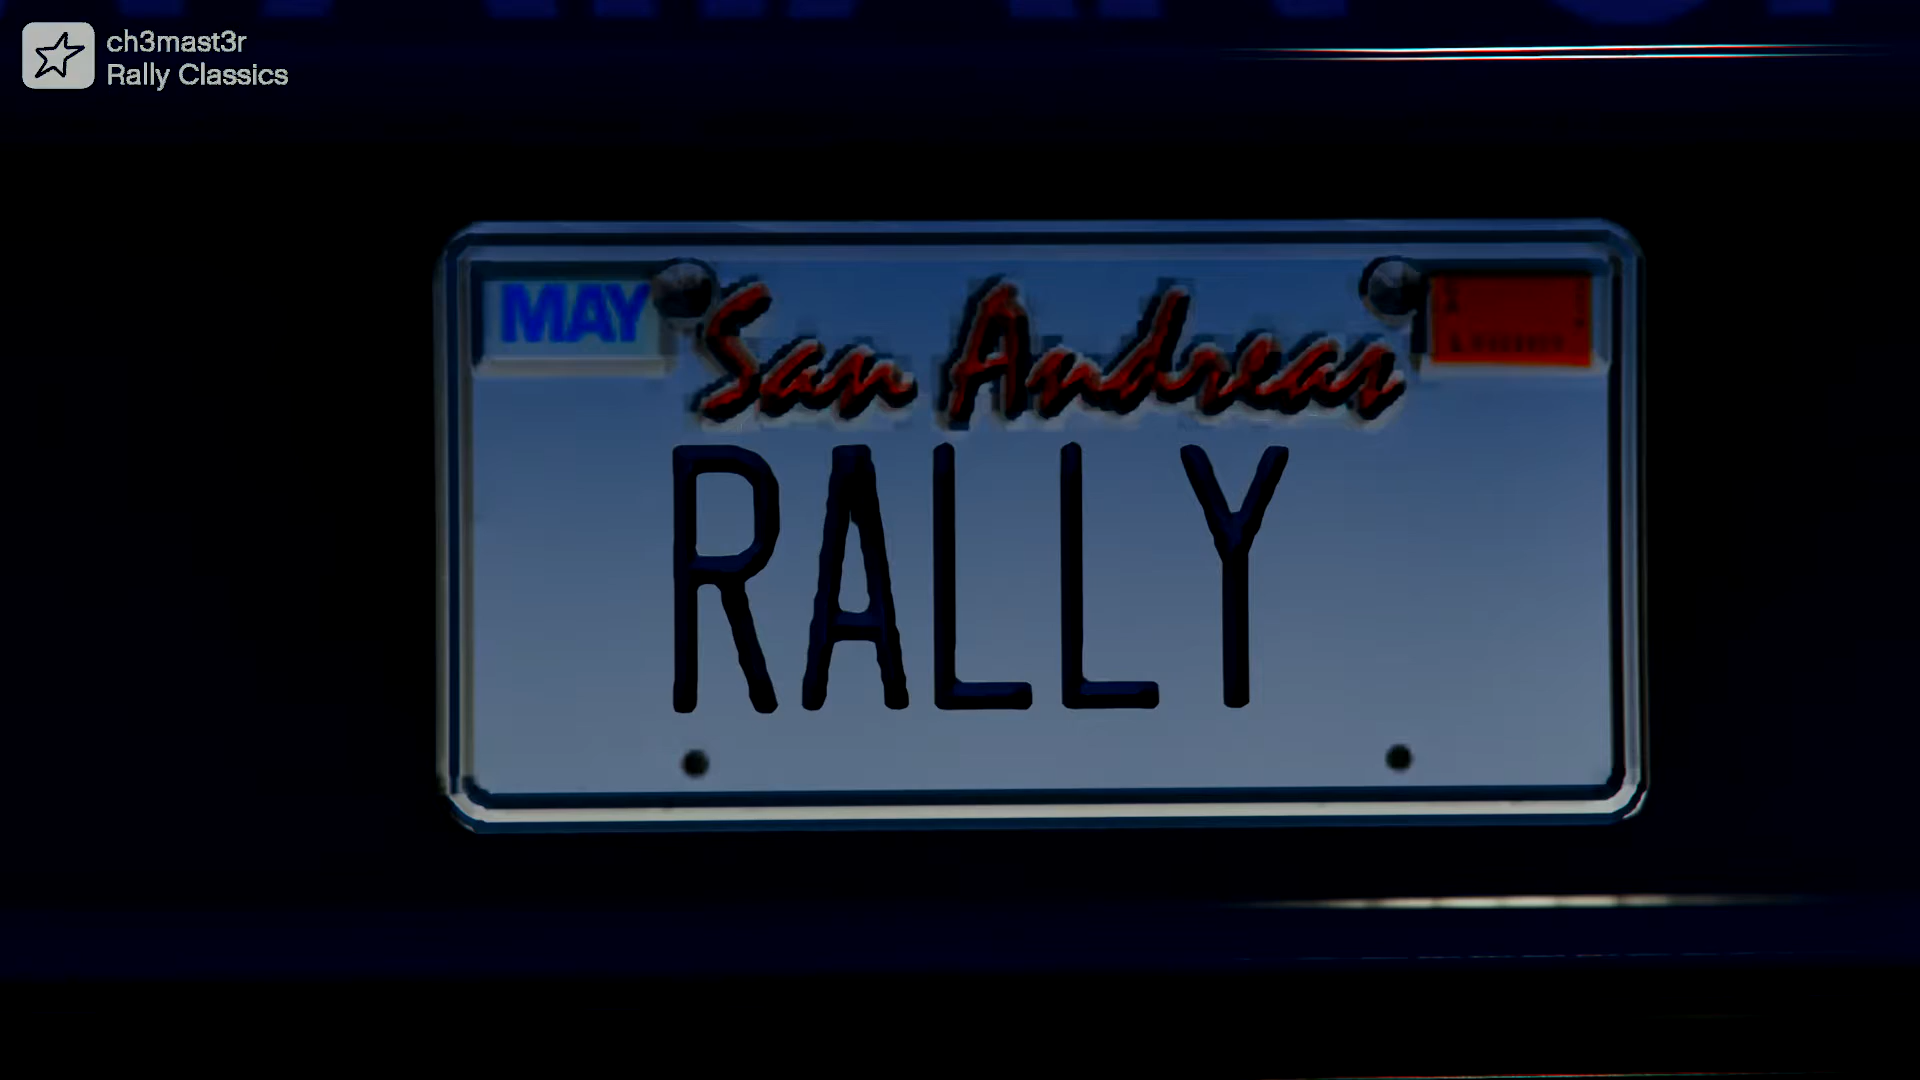 ch3mast3r
Rally Classics
MAY
San Andreas
RALLY